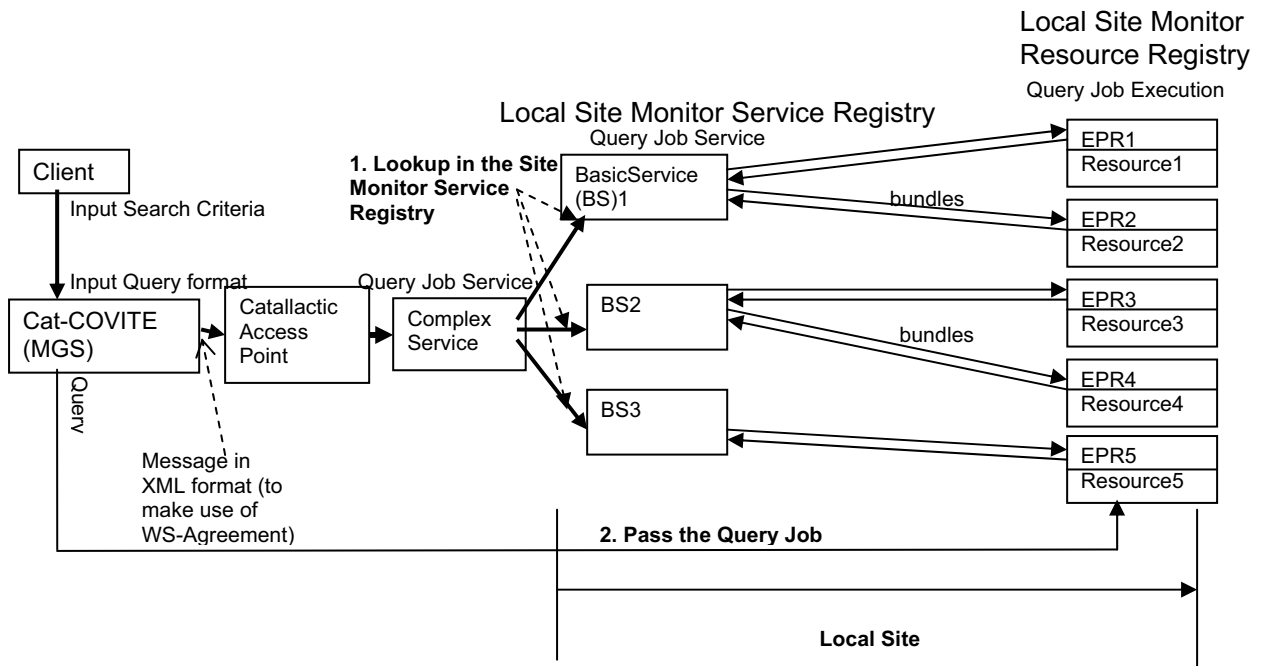 Local Site Monitor
Resource Registry
Query Job Execution
Local Site Monitor Service Registry
Query Job Service
1. Lookup in the Site
Monitor Service
Registry
Client
Input Search Criteria
BasicService
(BS)1
bundles
EPR1
Resource1
EPR2
Resource2
Input Query format
Query Job Service
Cat-COVITE
(MGS)
Catallactic
Access
Point
Complex
Service
BS2
bundles
EPR3
Resource3
EPR4
Resource4
BS3
EPR5
Resource5
Query
Message in
XML format (to
make use of
WS-Agreement)
2. Pass the Query Job
Local Site